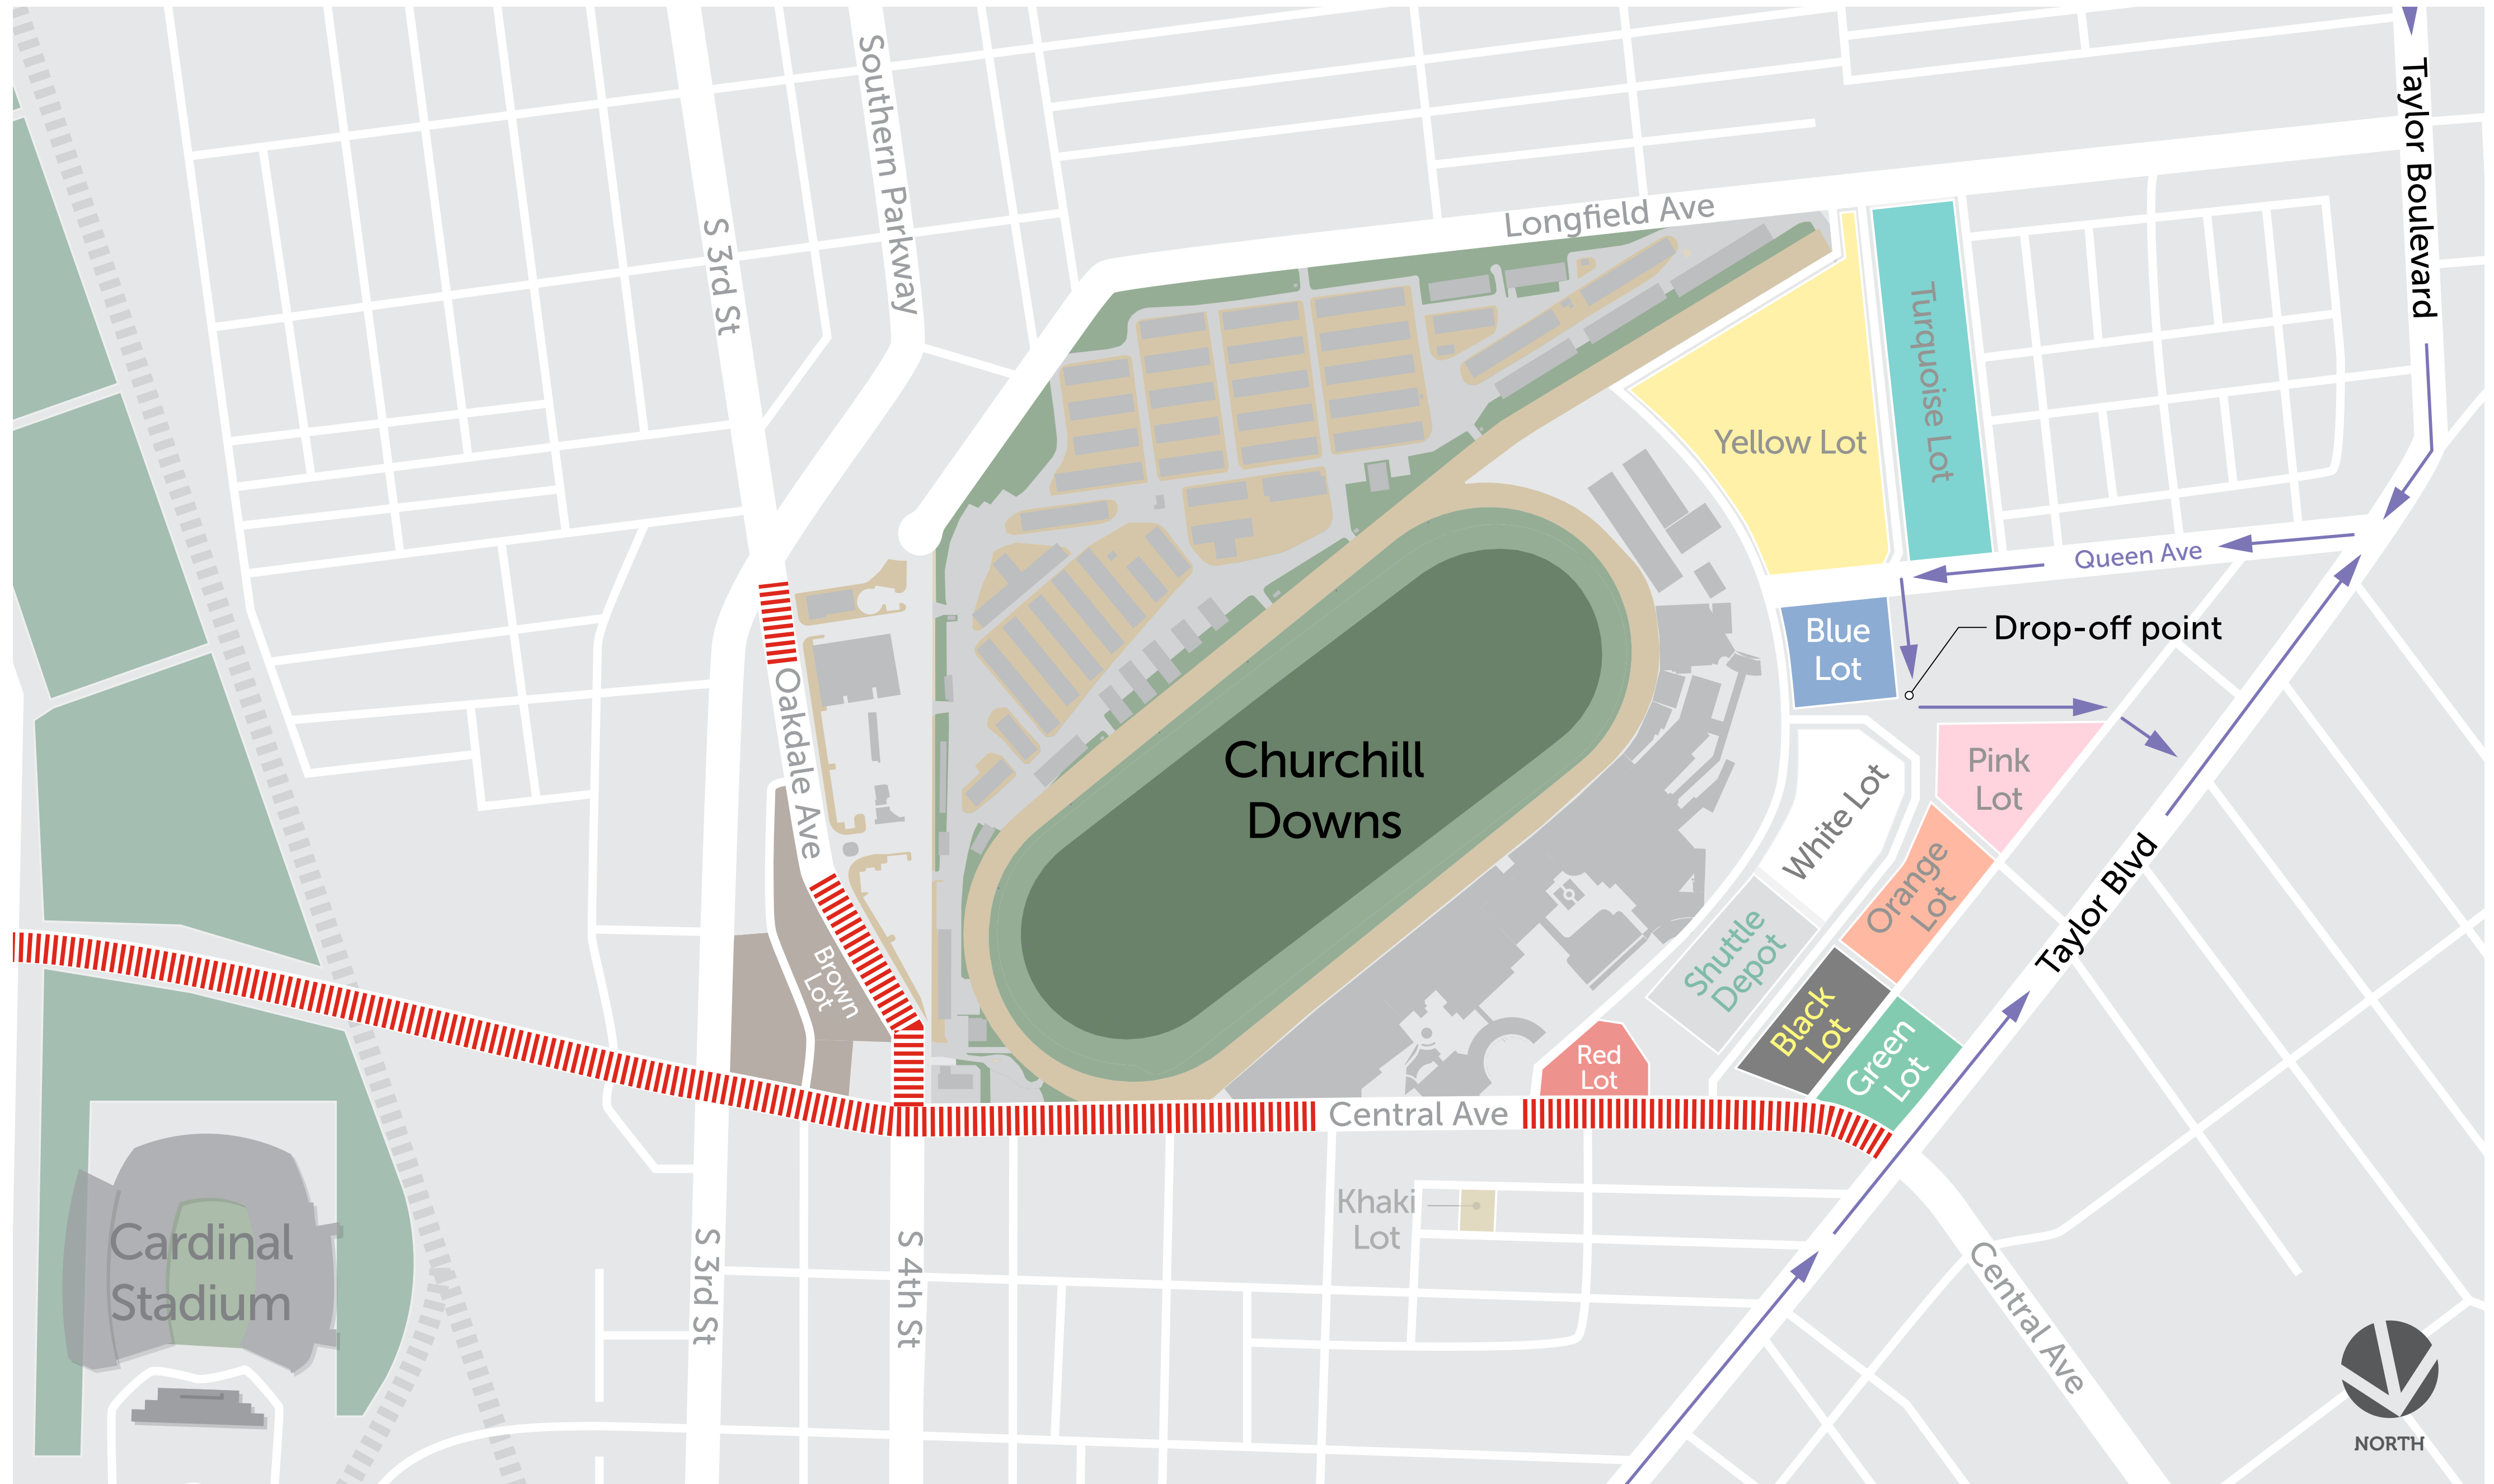 Southern Parkway
Taylor Boulevard
S 3rd St
Longfield Ave
Turquoise Lot
Yellow Lot
Queen Ave
Blue
Lot
Drop-off point
Oakdale Ave
Churchill
Downs
Pink
Lot
White Lot
Orange
Lot
Taylor Blvd
Shuttle
Depot
Brown
Lot
Black
Lot
Green
Lot
Red
Lot
Central Ave
Khaki
Lot
Cardinal
Stadium
S 3rd St
S 4th St
Central Ave
NORTH